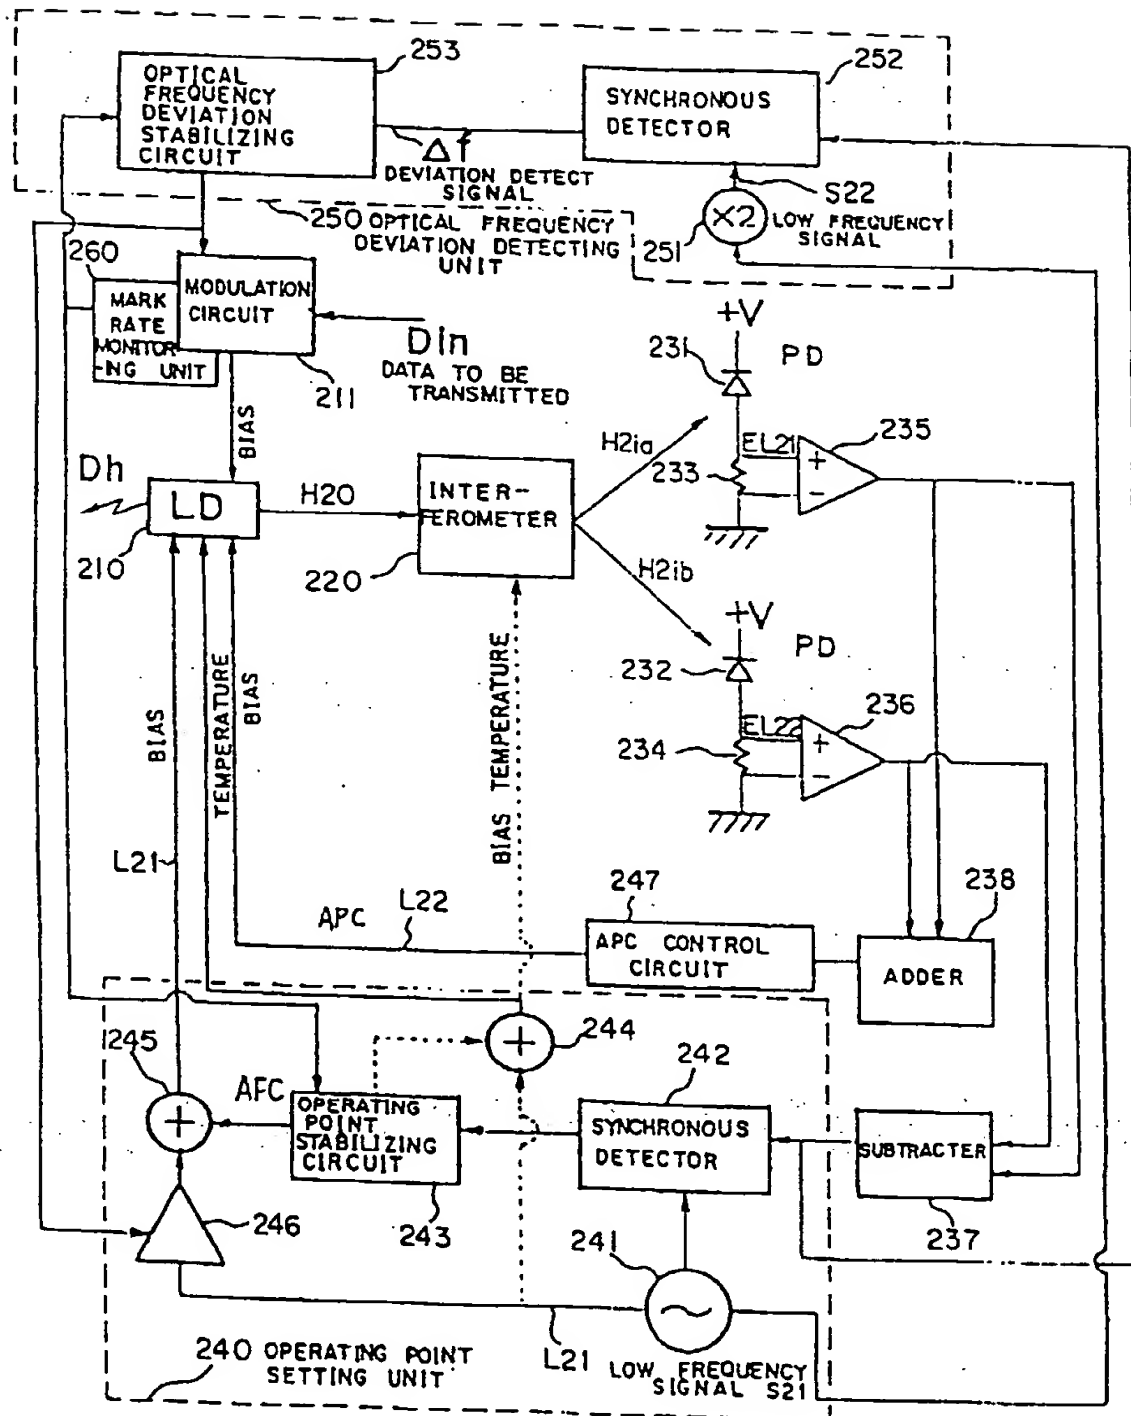 253
OPTICAL
FREQUENCY
DEVIATION
STABILIZING
CIRCUIT
252
SYNCHRONOUS
DETECTOR
Δf
DEVIATION DETECT
SIGNAL
S22
X2
LOW FREQUENCY
SIGNAL
251
250 OPTICAL FREQUENCY
DEVIATION DETECTING
UNIT
260
MARK
RATE
MONITOR-
-ING UNIT
MODULATION
CIRCUIT
211
Din
DATA TO BE
TRANSMITTED
+V
231
PD
BIAS
H2ia
EL21
+
-
235
233
Dh
LD
H20
INTER-
FEROMETER
210
220
H2ib
+V
PD
232
EL22
+
-
236
234
BIAS
TEMPERATURE
BIAS
BIAS TEMPERATURE
L21
APC
L22
247
APC CONTROL
CIRCUIT
238
ADDER
245
+
AFC
OPERATING
POINT
STABILIZING
CIRCUIT
+
244
242
SYNCHRONOUS
DETECTOR
SUBTRACTER
246
243
241
237
240 OPERATING POINT
SETTING UNIT
L21
LOW FREQUENCY
SIGNAL S21